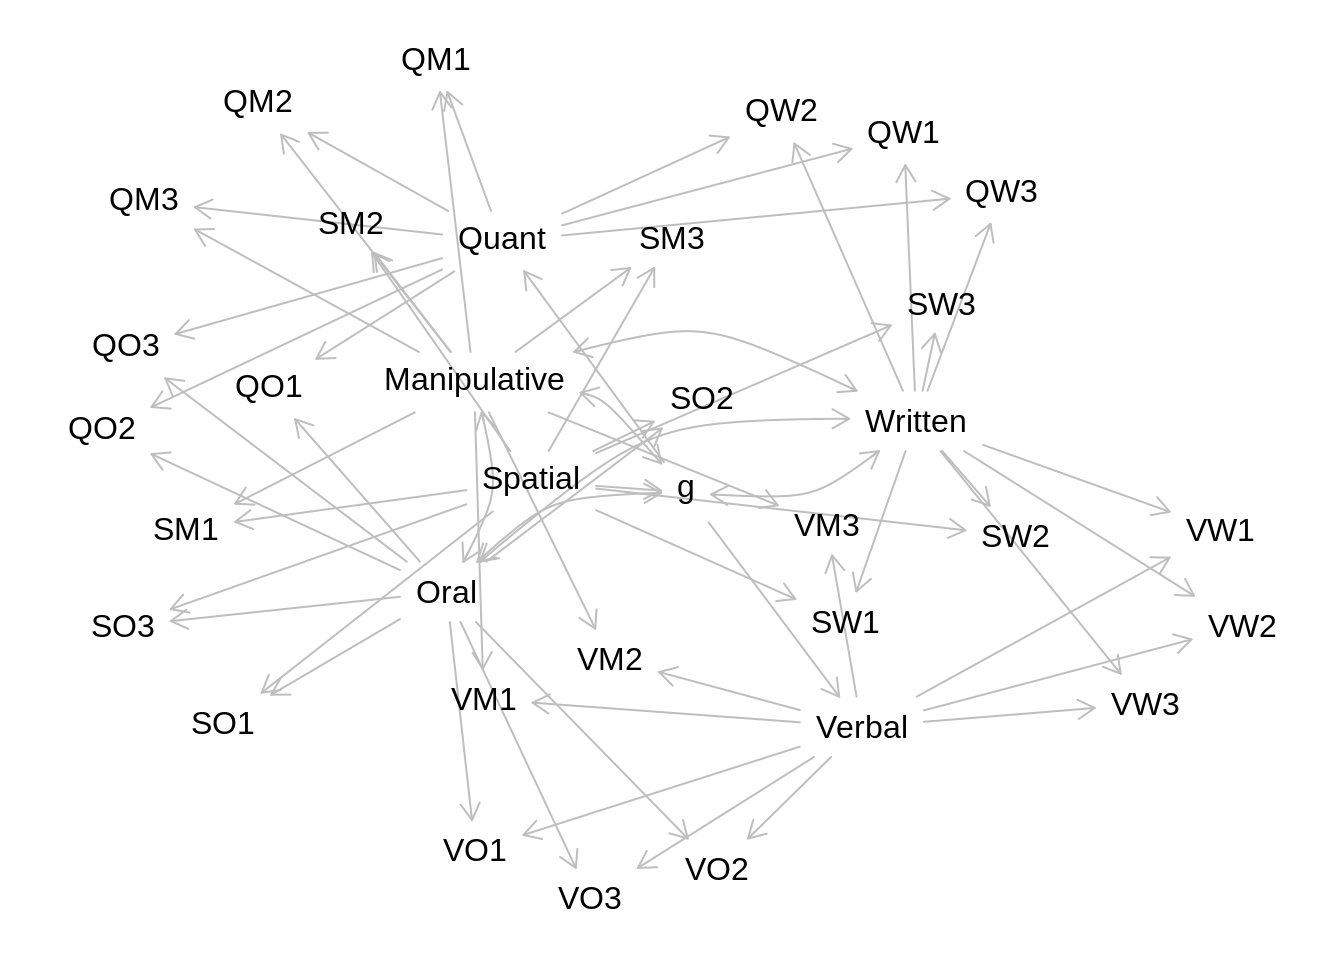 QM1
QM2
QW2
QW1
QM3
QW3
SM2
Quant
SM3
SW3
QO3
QO1
Manipulative
SO2
QO2
Written
Spatial
g
SM1
VM3
SW2
VW1
Oral
SO3
SW1
VW2
VM2
SO1
VM1
VW3
Verbal
VO1
VO2
VO3